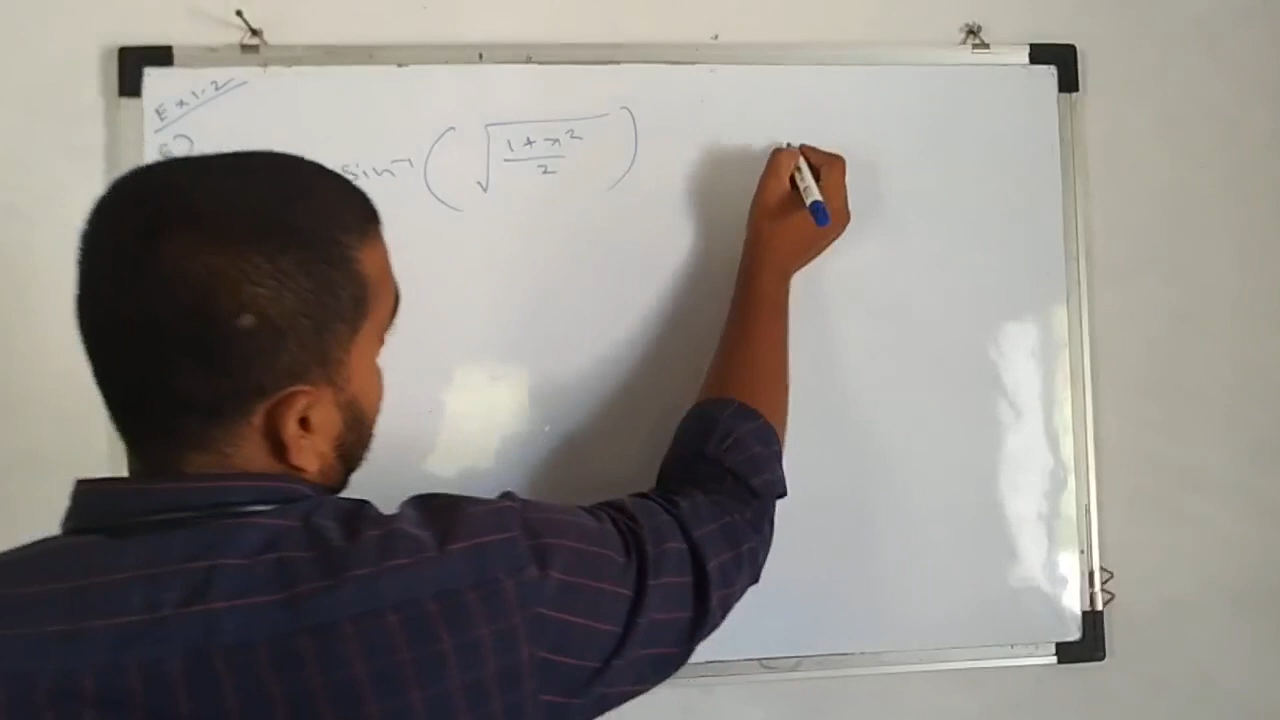 Ex 1.2
sin⁻¹ ( √((1+x²)/2) )